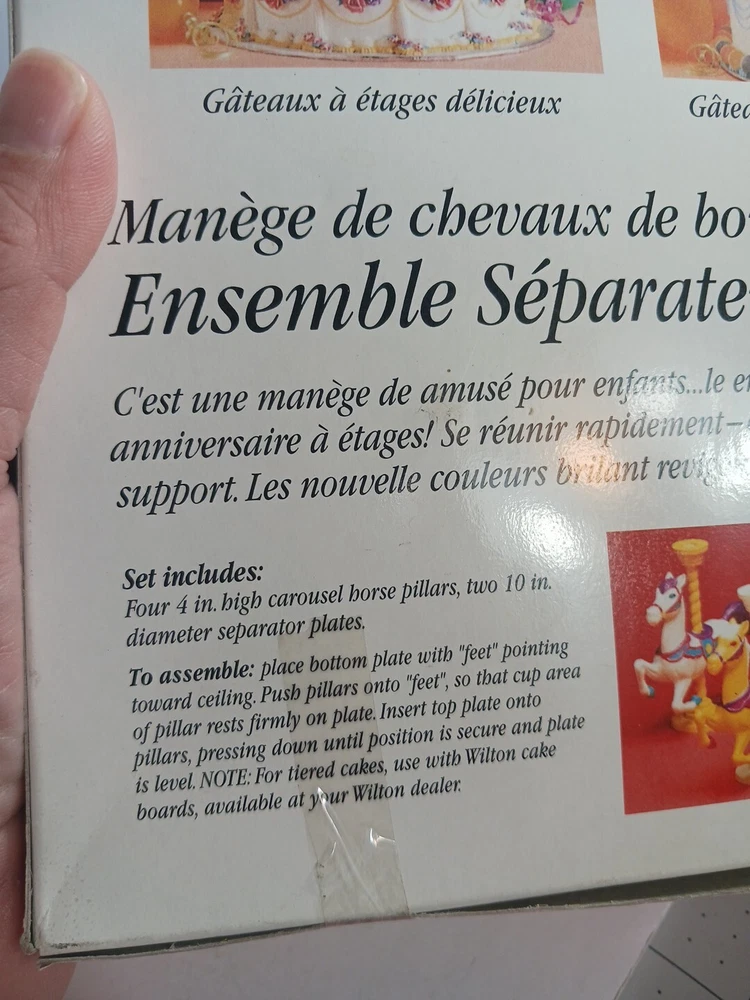 Gâteaux à étages délicieux
Manège de chevaux de
Ensemble Séparate
C'est une manège de amusé pour enfants...le
anniversaire à étages! Se réunir rapidement–
support. Les nouvelle couleurs brilant
Set includes:
Four 4 in. high carousel horse pillars, two 10 in.
diameter separator plates.
To assemble: place bottom plate with "feet" pointing
toward ceiling. Push pillars onto "feet", so that cup area
of pillar rests firmly on plate. Insert top plate onto
pillars, pressing down until position is secure and plate
is level. NOTE: For tiered cakes, use with Wilton cake
boards, available at your Wilton dealer.